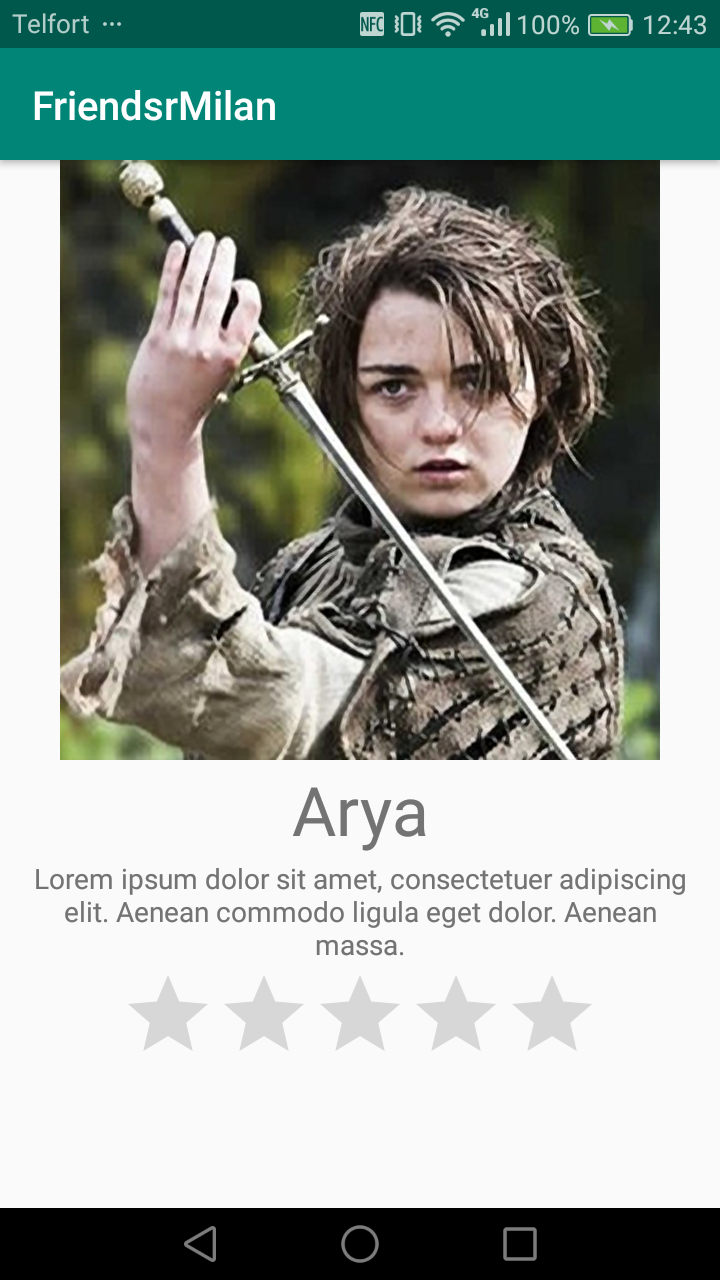 Telfort ...
NFC 4G 100% 12:43
FriendsrMilan
Arya
Lorem ipsum dolor sit amet, consectetuer adipiscing
elit. Aenean commodo ligula eget dolor. Aenean
massa.